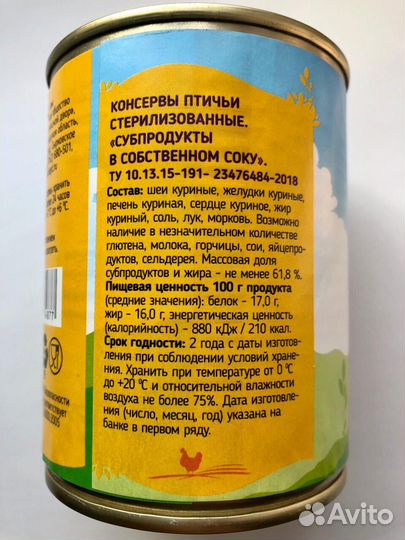 КОНСЕРВЫ ПТИЧЬИ
СТЕРИЛИЗОВАННЫЕ.
«СУБПРОДУКТЫ
В СОБСТВЕННОМ СОКУ».
ТУ 10.13.15-191- 23476484-2018
Состав: шеи куриные, желудки куриные,
печень куриная, сердце куриное, жир
куриный, соль, лук, морковь. Возможно
наличие в незначительном количестве
глютена, молока, горчицы, сои, яйцепро-
дуктов, сельдерея. Массовая доля
субпродуктов и жира - не менее 61,8 %.
Пищевая ценность 100 г продукта
(средние значения): белок - 17,0 г,
жир - 16,0 г, энергетическая ценность
(калорийность) - 880 кДж / 210 ккал.
Срок годности: 2 года с даты изготов-
ления при соблюдении условий хране-
ния. Хранить при температуре от 0 °С
до +20 °С и относительной влажности
воздуха не более 75%. Дата изготовле-
ния (число, месяц, год) указана на
банке в первом ряду.
Avito